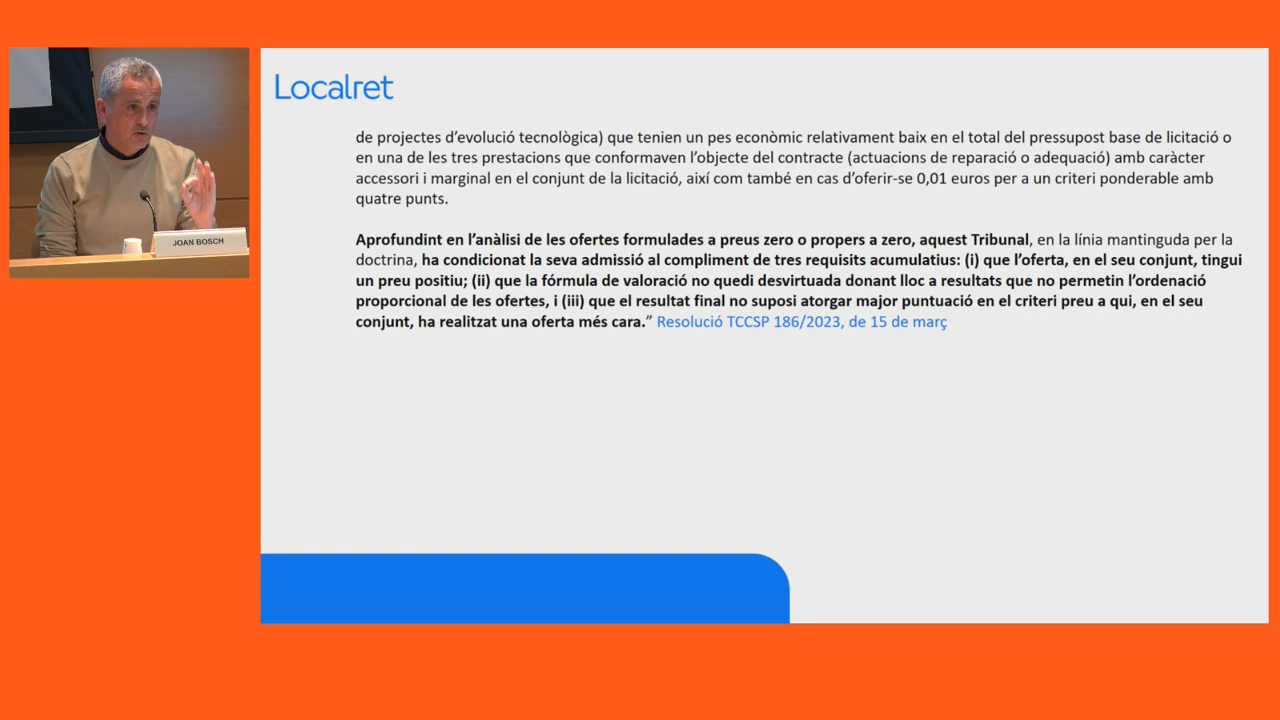 Localret
de projectes d’evolució tecnològica) que tenien un pes econòmic relativament baix en el total del pressupost base de licitació o
en una de les tres prestacions que conformaven l’objecte del contracte (actuacions de reparació o adequació) amb caràcter
accessori i marginal en el conjunt de la licitació, així com també en cas d’oferir-se 0,01 euros per a un criteri ponderable amb
quatre punts.
Aprofundint en l’anàlisi de les ofertes formulades a preus zero o propers a zero, aquest Tribunal, en la línia mantinguda per la
doctrina, ha condicionat la seva admissió al compliment de tres requisits acumulatius: (i) que l’oferta, en el seu conjunt, tingui
un preu positiu; (ii) que la fórmula de valoració no quedi desvirtuada donant lloc a resultats que no permetin l’ordenació
proporcional de les ofertes, i (iii) que el resultat final no suposi atorgar major puntuació en el criteri preu a qui, en el seu
conjunt, ha realitzat una oferta més cara.” Resolució TCCSP 186/2023, de 15 de març
JOAN BOSCH